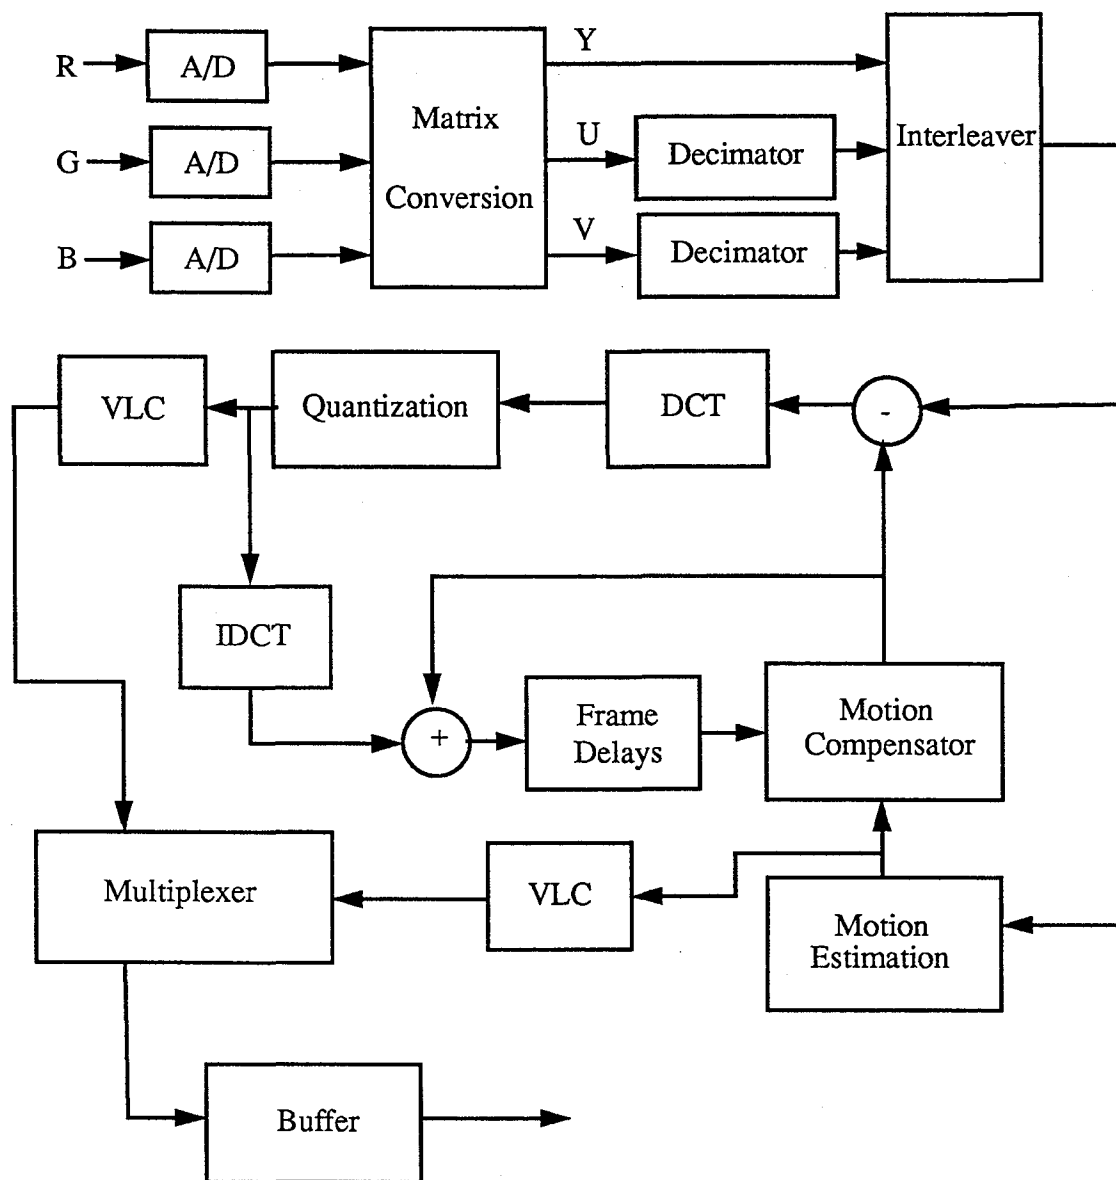 R
A/D
Y
Matrix
Conversion
U
Decimator
Interleaver
G
A/D
V
Decimator
B
A/D
VLC
Quantization
DCT
-
IDCT
+
Frame
Delays
Motion
Compensator
Multiplexer
VLC
Motion
Estimation
Buffer